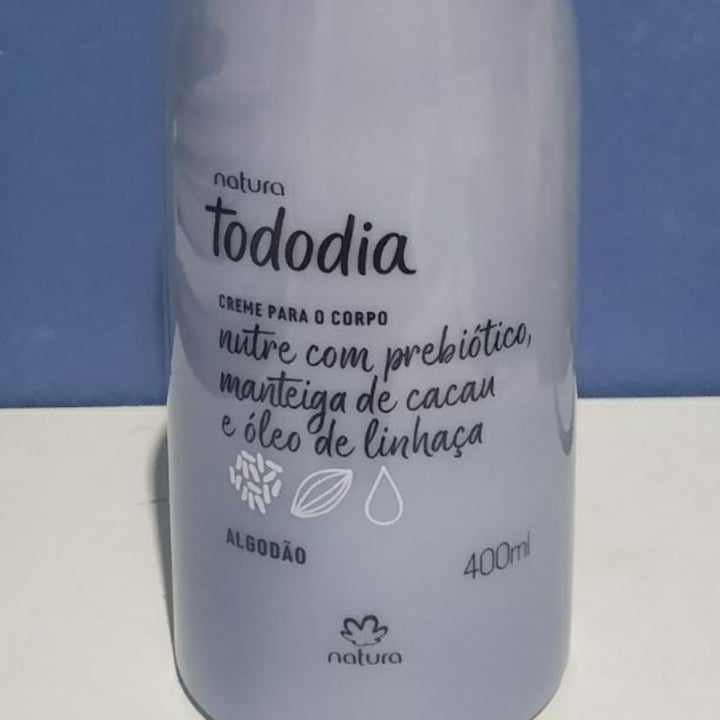 natura
tododia
CREME PARA O CORPO
nutre com prebiótico,
manteiga de cacau
e óleo de linhaça
ALGODÃO
400ml
natura